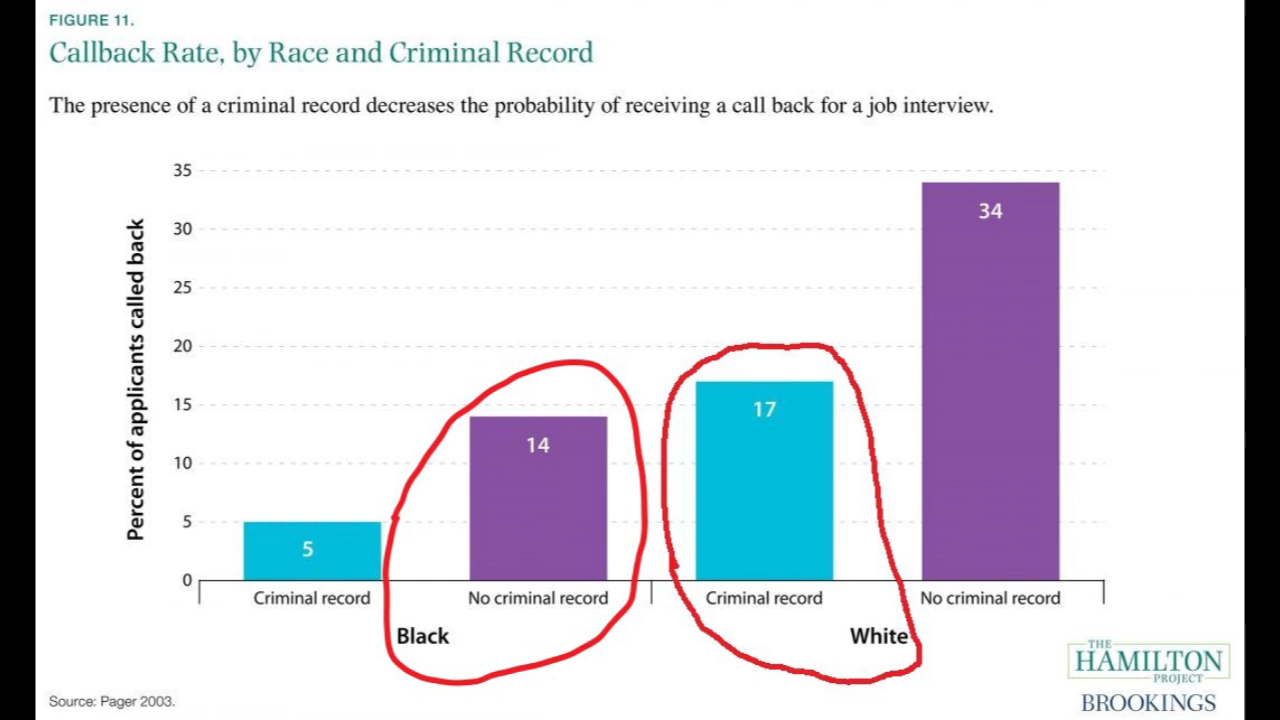 FIGURE 11.
Callback Rate, by Race and Criminal Record
The presence of a criminal record decreases the probability of receiving a call back for a job interview.
Percent of applicants called back
35
30
25
20
15
10
5
0
5
14
17
34
Criminal record
No criminal record
Criminal record
No criminal record
Black
White
Source: Pager 2003.
THE
HAMILTON
PROJECT
BROOKINGS